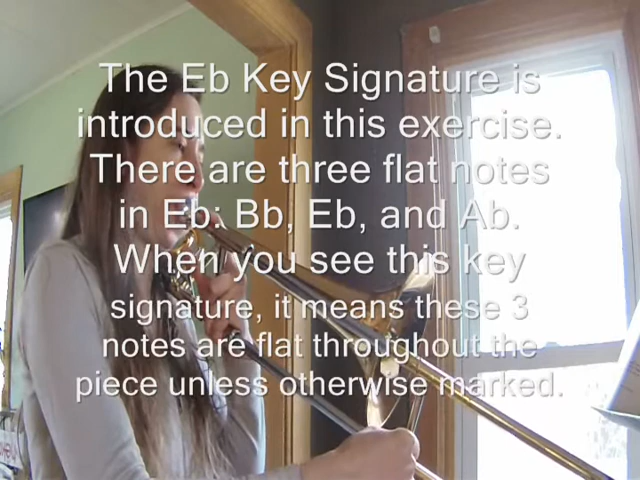 The Eb Key Signature is
introduced in this exercise.
There are three flat notes
in Eb: Bb, Eb, and Ab.
When you see this key
signature, it means these 3
notes are flat throughout the
piece unless otherwise marked.